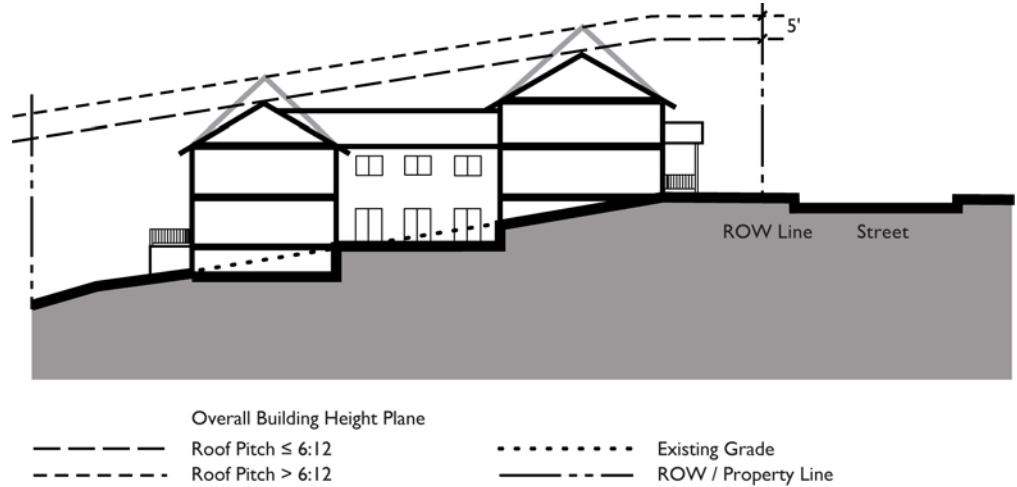 5'
ROW Line
Street
Overall Building Height Plane
Roof Pitch ≤ 6:12
Roof Pitch > 6:12
Existing Grade
ROW / Property Line